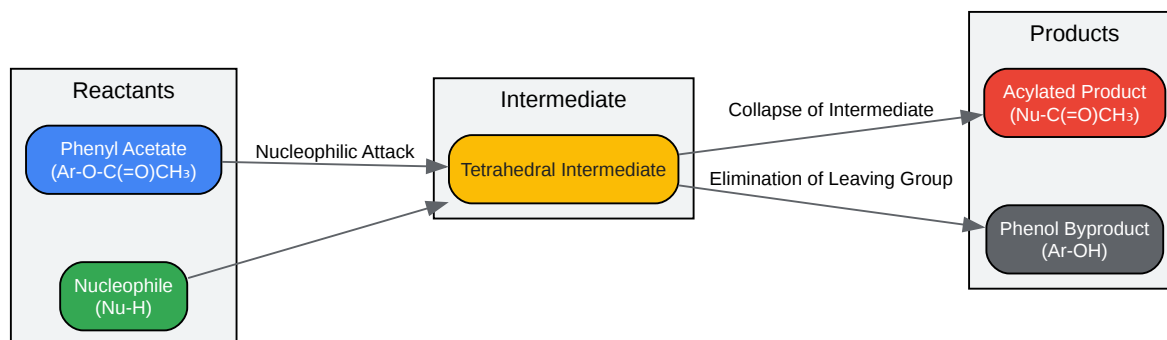 Reactants
Phenyl Acetate
(Ar-O-C(=O)CH₃)
Nucleophile
(Nu-H)
Nucleophilic Attack
Intermediate
Tetrahedral Intermediate
Collapse of Intermediate
Elimination of Leaving Group
Products
Acylated Product
(Nu-C(=O)CH₃)
Phenol Byproduct
(Ar-OH)